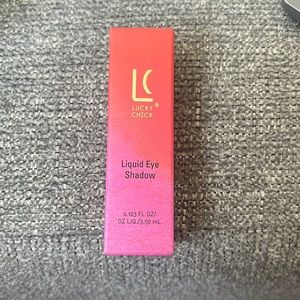 LC
LUCKY
CHICK
Liquid Eye
Shadow
0.123 FL OZ/
OZ LIQ./3.50 mL